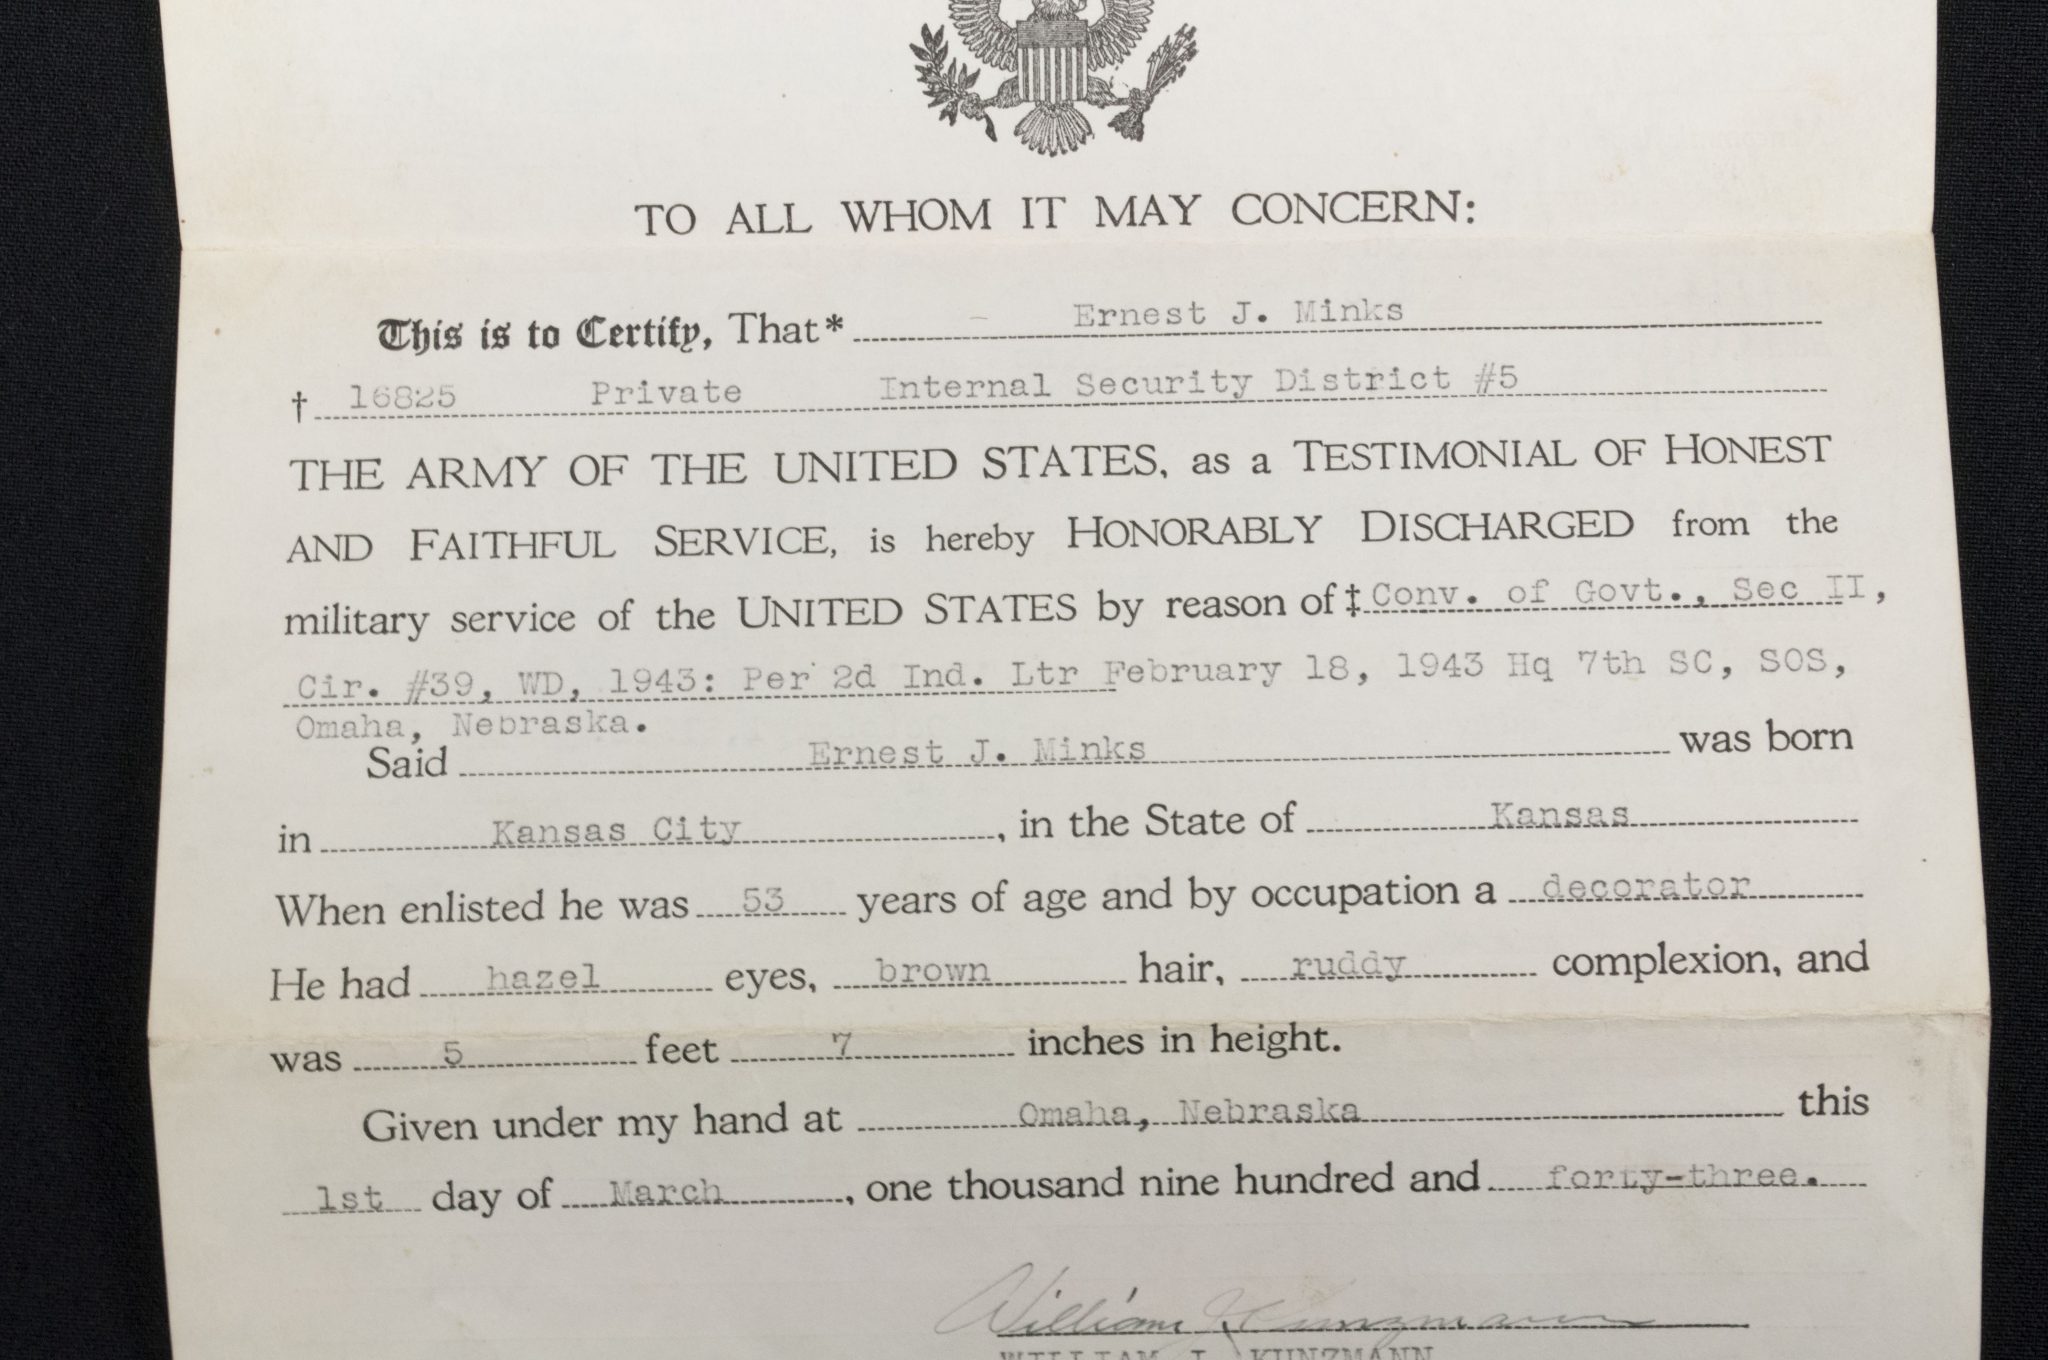 TO ALL WHOM IT MAY CONCERN:
This is to Certify, That* Ernest J. Minks
† 16825 Private Internal Security District #5
THE ARMY OF THE UNITED STATES, as a TESTIMONIAL OF HONEST
AND FAITHFUL SERVICE, is hereby HONORABLY DISCHARGED from the
military service of the UNITED STATES by reason of ‡ Conv. of Govt., Sec II,
Cir. #39, WD, 1943: Per 2d Ind. Ltr February 18, 1943 Hq 7th SC, SOS,
Omaha, Nebraska.
Said Ernest J. Minks was born
in Kansas City, in the State of Kansas
When enlisted he was 53 years of age and by occupation a decorator
He had hazel eyes, brown hair, ruddy complexion, and
was 5 feet 7 inches in height.
Given under my hand at Omaha, Nebraska this
1st day of March, one thousand nine hundred and forty-three.
William J. Kunzmann
WILLIAM J. KUNZMANN